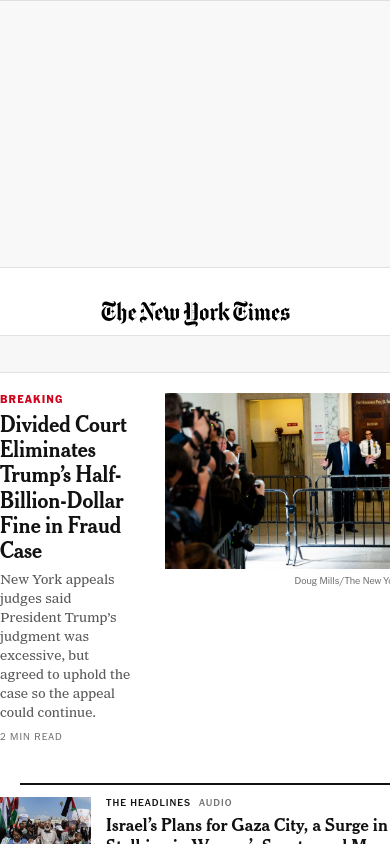 The New York Times
BREAKING
Divided Court
Eliminates
Trump's Half-
Billion-Dollar
Fine in Fraud
Case
New York appeals
judges said
President Trump's
judgment was
excessive, but
agreed to uphold the
case so the appeal
could continue.
2 MIN READ
Doug Mills/The New Yo
THE HEADLINES AUDIO
Israel's Plans for Gaza City, a Surge in